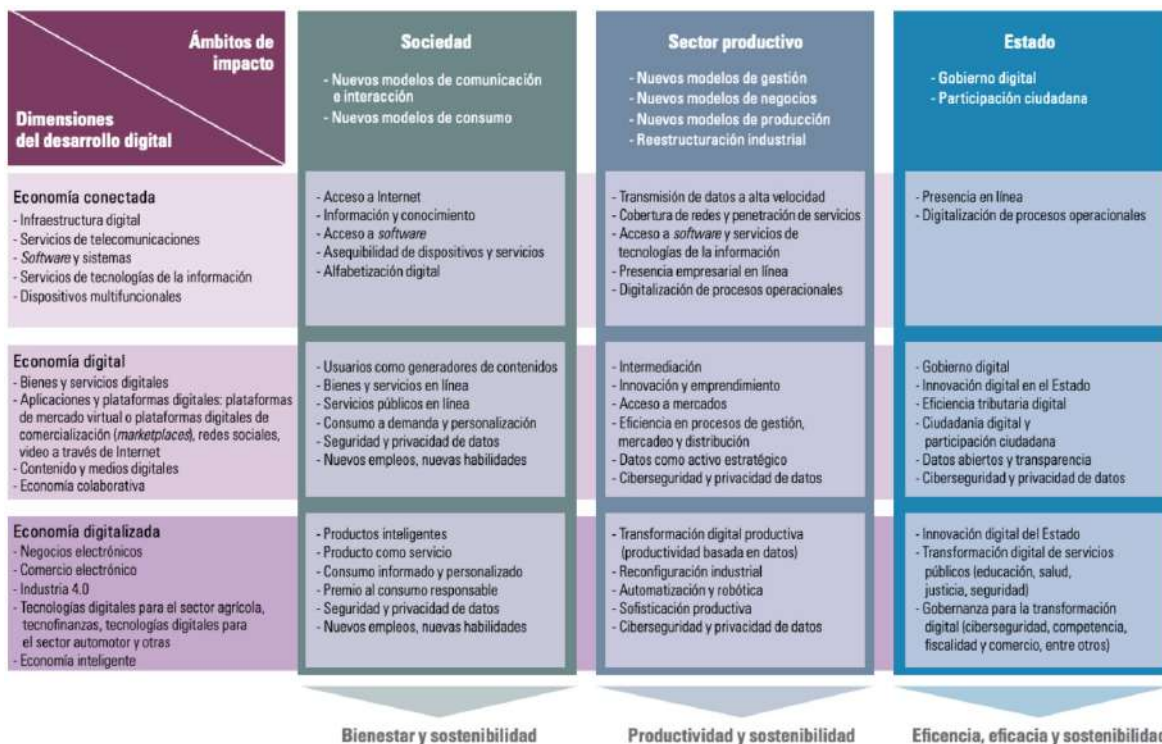 Ámbitos de
impacto
Dimensiones
del desarrollo digital
Sociedad
- Nuevos modelos de comunicación
e interacción
- Nuevos modelos de consumo
Sector productivo
- Nuevos modelos de gestión
- Nuevos modelos de negocios
- Nuevos modelos de producción
- Reestructuración industrial
Estado
- Gobierno digital
- Participación ciudadana
Economía conectada
- Infraestructura digital
- Servicios de telecomunicaciones
- Software y sistemas
- Servicios de tecnologías de la información
- Dispositivos multifuncionales
- Acceso a Internet
- Información y conocimiento
- Acceso a software
- Asequibilidad de dispositivos y servicios
- Alfabetización digital
- Transmisión de datos a alta velocidad
- Cobertura de redes y penetración de servicios
- Acceso a software y servicios de
tecnologías de la información
- Presencia empresarial en línea
- Digitalización de procesos operacionales
- Presencia en línea
- Digitalización de procesos operacionales
Economía digital
- Bienes y servicios digitales
- Aplicaciones y plataformas digitales: plataformas
de mercado virtual o plataformas digitales de
comercialización (marketplaces), redes sociales,
video a través de Internet
- Contenido y medios digitales
- Economía colaborativa
- Usuarios como generadores de contenidos
- Bienes y servicios en línea
- Servicios públicos en línea
- Consumo a demanda y personalización
- Seguridad y privacidad de datos
- Nuevos empleos, nuevas habilidades
- Intermediación
- Innovación y emprendimiento
- Acceso a mercados
- Eficiencia en procesos de gestión,
mercadeo y distribución
- Datos como activo estratégico
- Ciberseguridad y privacidad de datos
- Gobierno digital
- Innovación digital en el Estado
- Eficiencia tributaria digital
- Ciudadanía digital y
participación ciudadana
- Datos abiertos y transparencia
- Ciberseguridad y privacidad de datos
Economía digitalizada
- Negocios electrónicos
- Comercio electrónico
- Industria 4.0
- Tecnologías digitales para el sector agrícola,
tecnofinanzas, tecnologías digitales para
el sector automotor y otras
- Economía inteligente
- Productos inteligentes
- Producto como servicio
- Consumo informado y personalizado
- Premio al consumo responsable
- Seguridad y privacidad de datos
- Nuevos empleos, nuevas habilidades
- Transformación digital productiva
(productividad basada en datos)
- Reconfiguración industrial
- Automatización y robótica
- Sofisticación productiva
- Ciberseguridad y privacidad de datos
- Innovación digital del Estado
- Transformación digital de servicios
públicos (educación, salud,
justicia, seguridad)
- Gobernanza para la transformación
digital (ciberseguridad, competencia,
fiscalidad y comercio, entre otros)
Bienestar y sostenibilidad
Productividad y sostenibilidad
Eficencia, eficacia y sostenibilidad